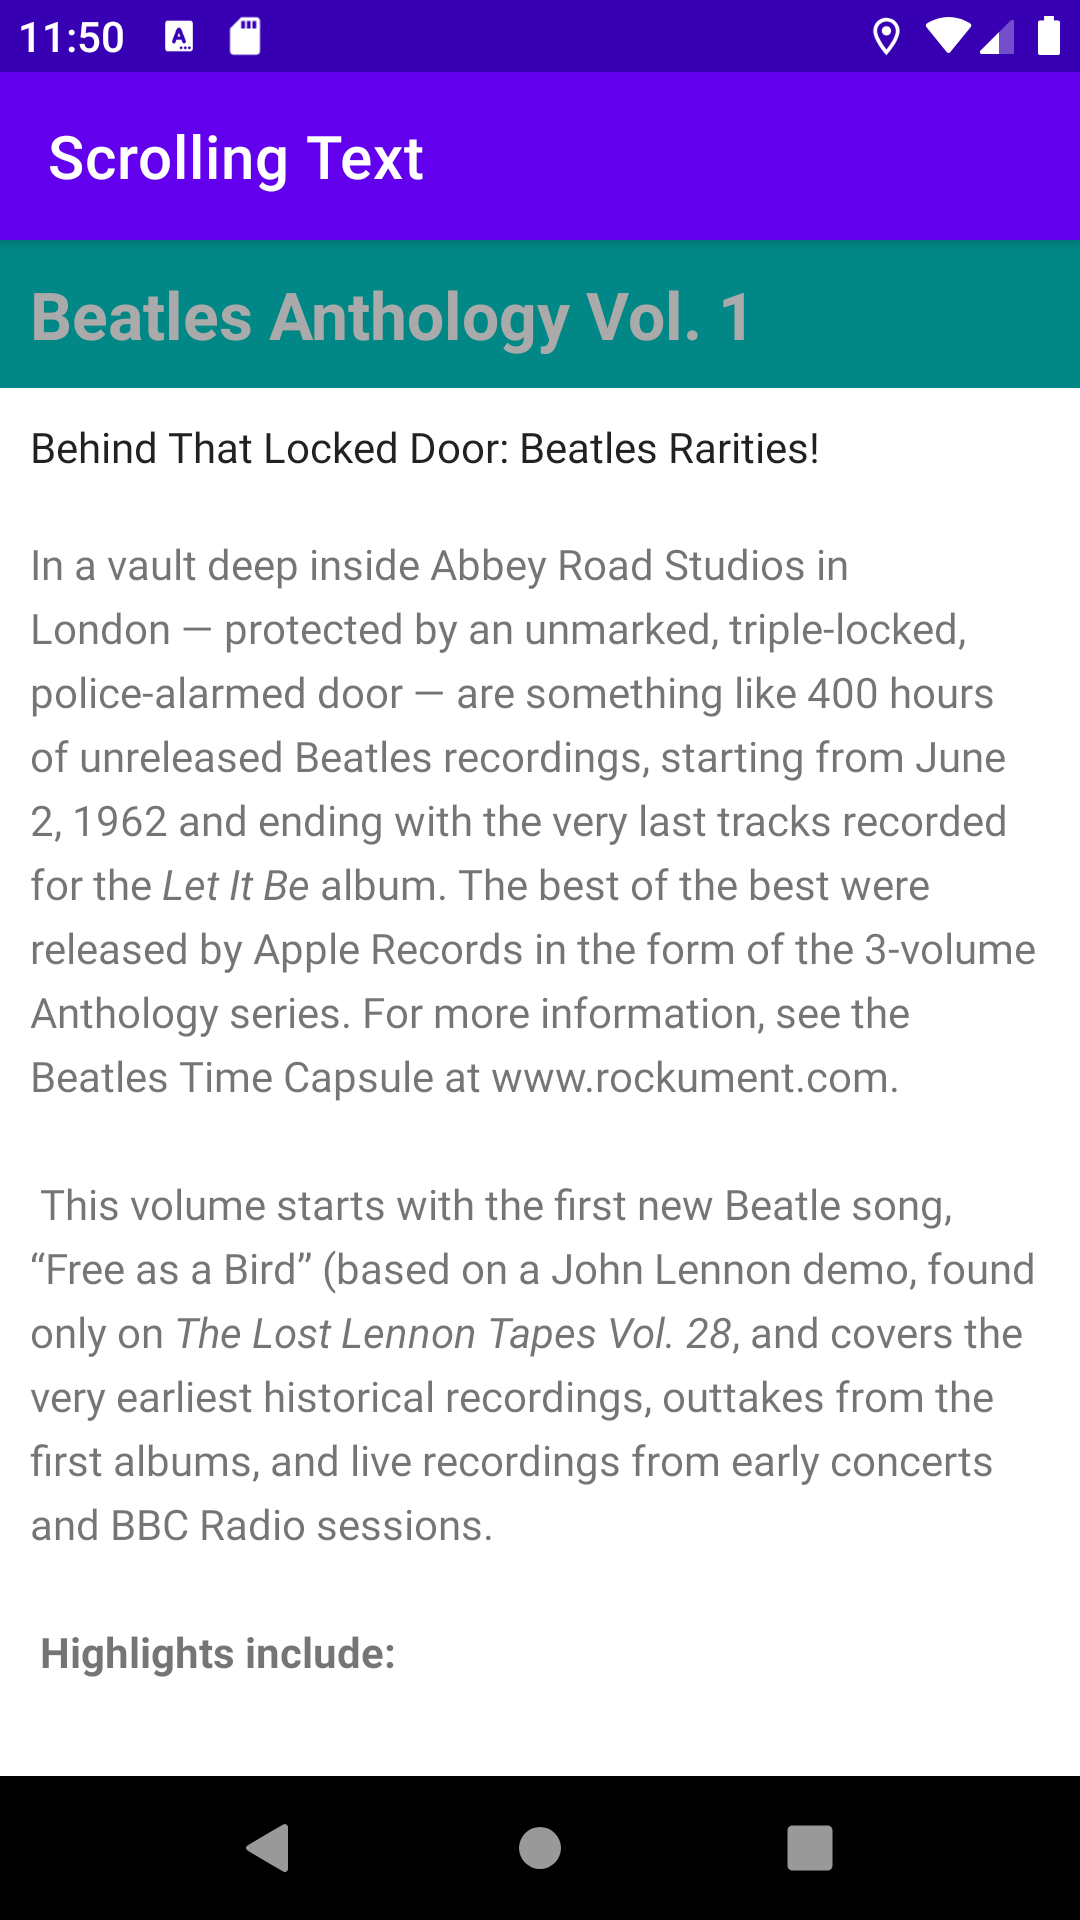 11:50
Scrolling Text
Beatles Anthology Vol. 1
Behind That Locked Door: Beatles Rarities!
In a vault deep inside Abbey Road Studios in
London — protected by an unmarked, triple-locked,
police-alarmed door — are something like 400 hours
of unreleased Beatles recordings, starting from June
2, 1962 and ending with the very last tracks recorded
for the Let It Be album. The best of the best were
released by Apple Records in the form of the 3-volume
Anthology series. For more information, see the
Beatles Time Capsule at www.rockument.com.
This volume starts with the first new Beatle song,
“Free as a Bird” (based on a John Lennon demo, found
only on The Lost Lennon Tapes Vol. 28, and covers the
very earliest historical recordings, outtakes from the
first albums, and live recordings from early concerts
and BBC Radio sessions.
Highlights include: